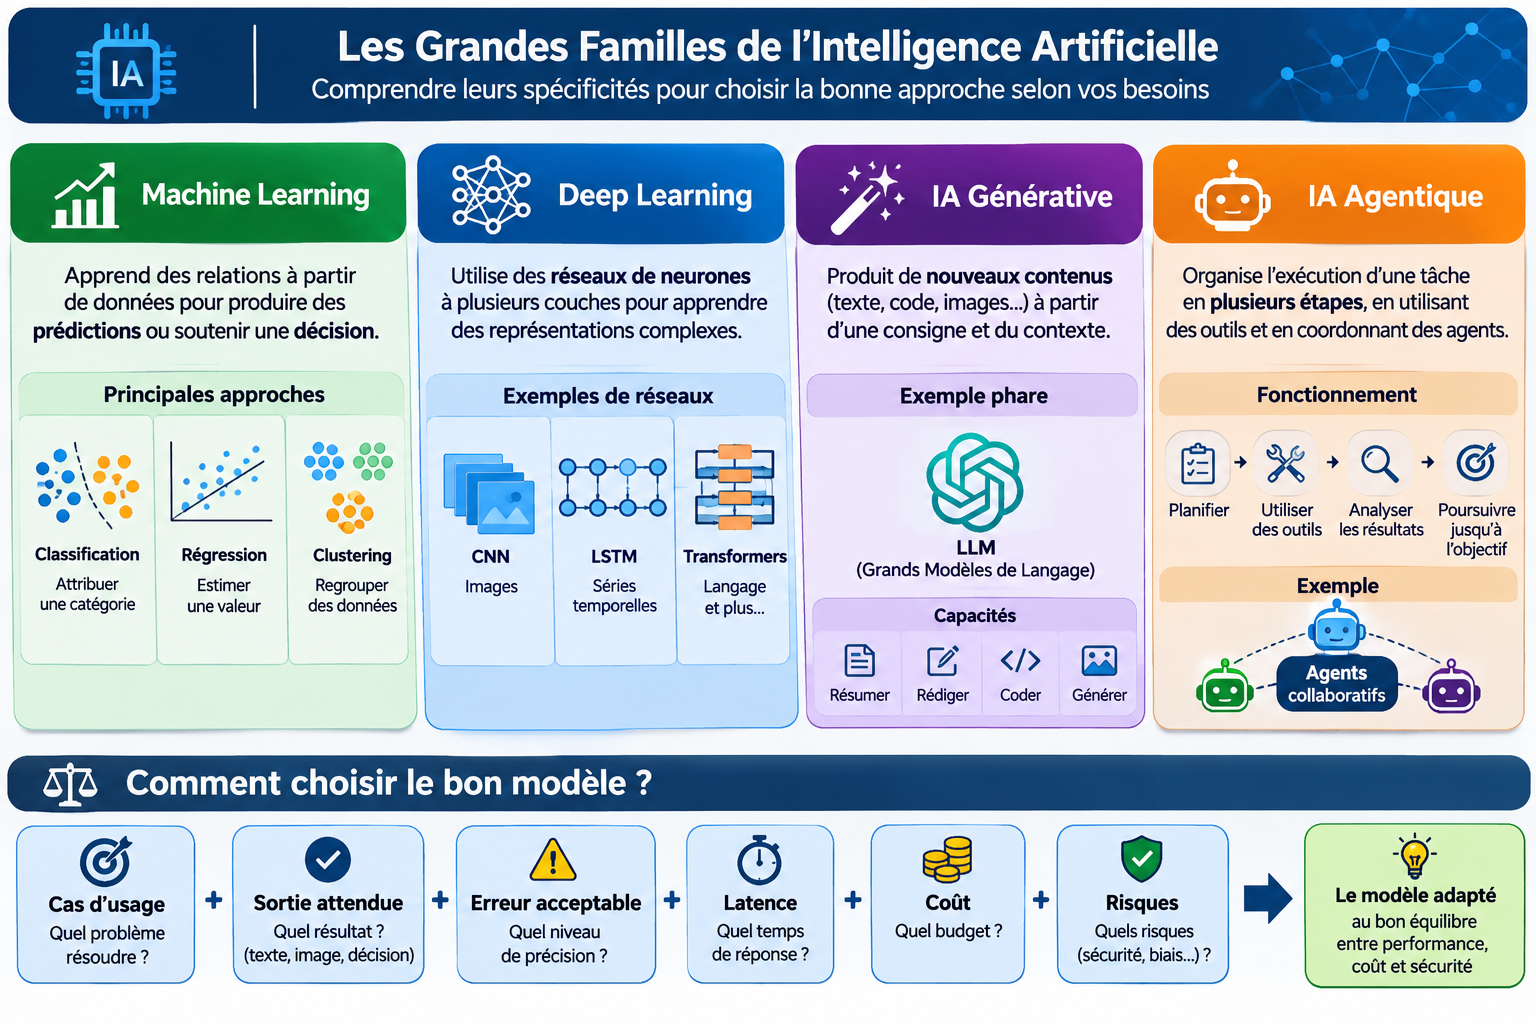 IA
Les Grandes Familles de l'Intelligence Artificielle
Comprendre leurs spécificités pour choisir la bonne approche selon vos besoins
Machine Learning
Apprend des relations à partir
de données pour produire des
prédictions ou soutenir une décision.
Principales approches
Classification
Attribuer
une catégorie
Régression
Estimer
une valeur
Clustering
Regrouper
des données
Deep Learning
Utilise des réseaux de neurones
à plusieurs couches pour apprendre
des représentations complexes.
Exemples de réseaux
CNN
Images
LSTM
Séries
temporelles
Transformers
Langage
et plus...
IA Générative
Produit de nouveaux contenus
(texte, code, images...) à partir
d'une consigne et du contexte.
Exemple phare
LLM
(Grands Modèles de Langage)
Capacités
Résumer
Rédiger
</>
Coder
Générer
IA Agentique
Organise l'exécution d'une tâche
en plusieurs étapes, en utilisant
des outils et en coordonnant des agents.
Fonctionnement
Planifier
Utiliser
des outils
Analyser
les résultats
Poursuivre
jusqu'à
l'objectif
Exemple
Agents
collaboratifs
Comment choisir le bon modèle ?
Cas d'usage
Quel problème
résoudre ?
+
Sortie attendue
Quel résultat ?
(texte, image, décision)
+
Erreur acceptable
Quel niveau
de précision ?
+
Latence
Quel temps
de réponse ?
+
Coût
Quel budget ?
+
Risques
Quels risques
(sécurité, biais...) ?
Le modèle adapté
au bon équilibre
entre performance,
coût et sécurité